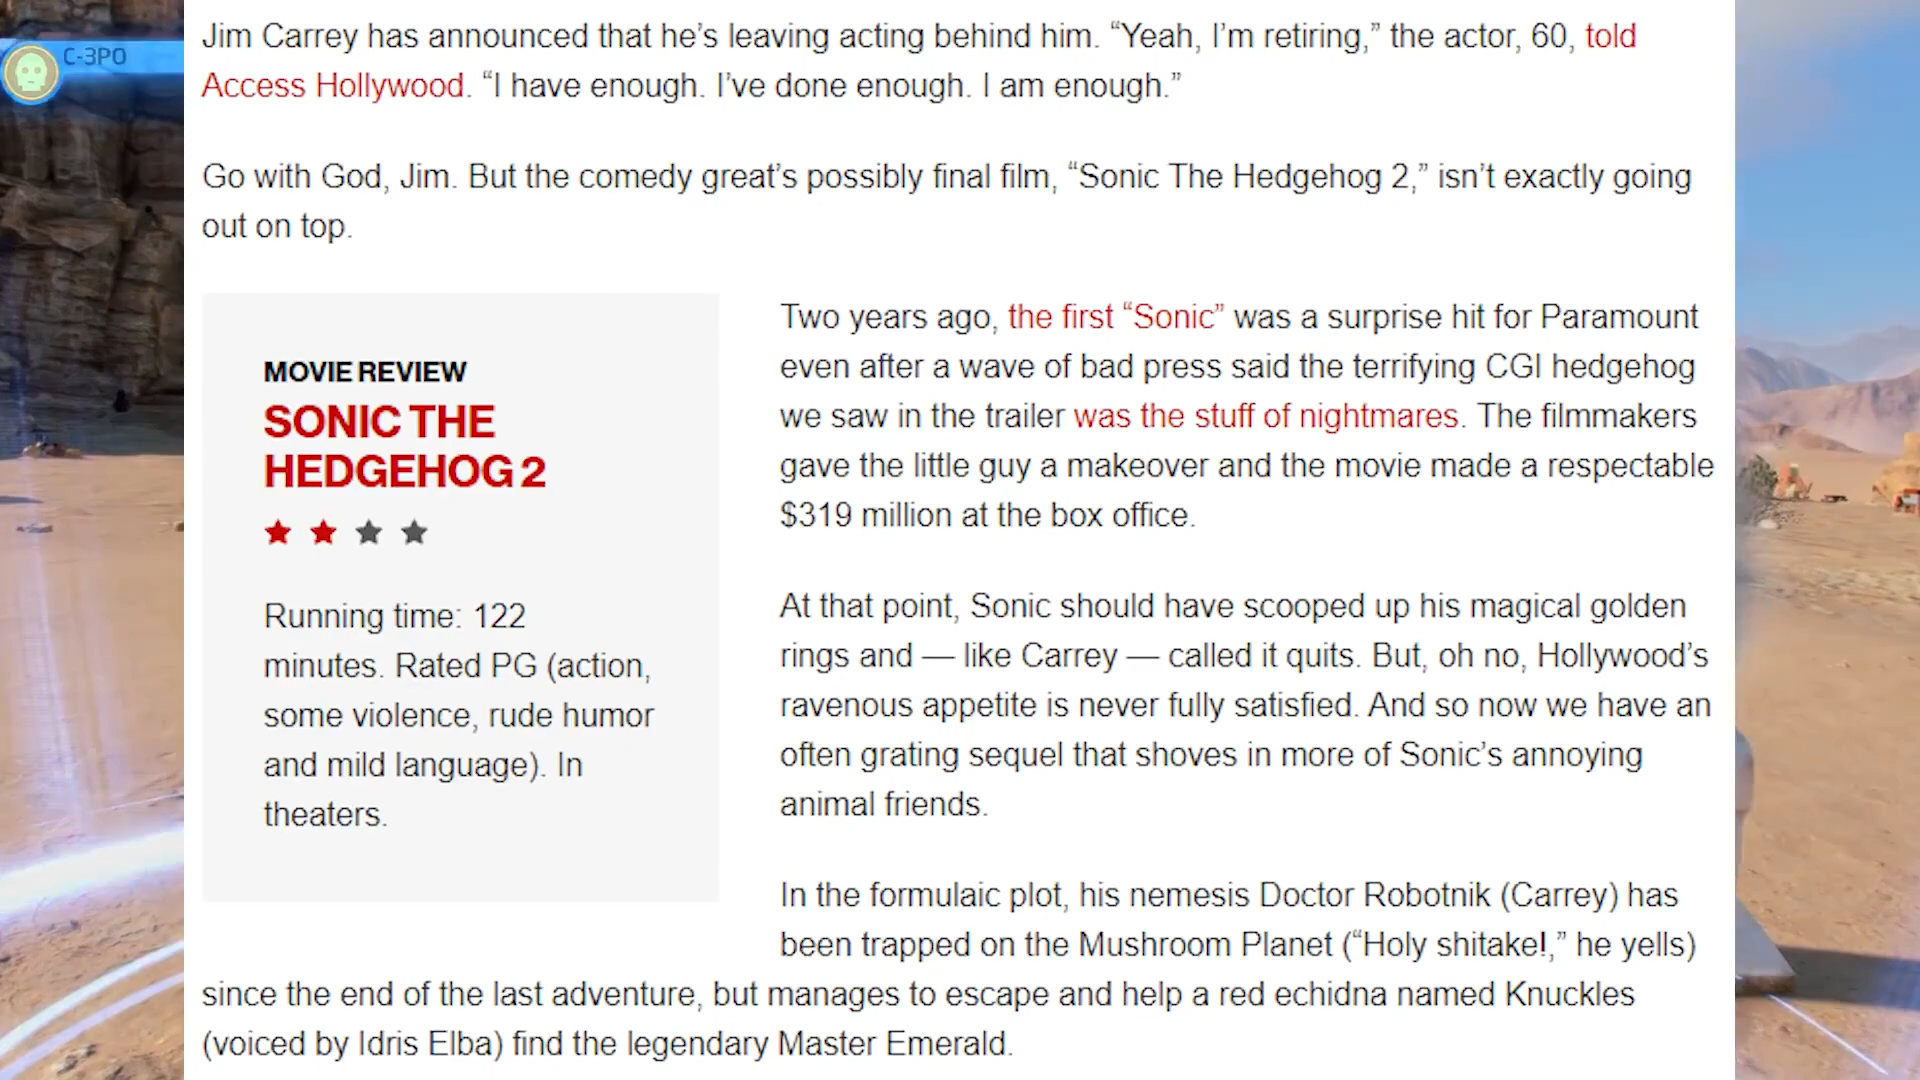 C-3PO
Jim Carrey has announced that he’s leaving acting behind him. “Yeah, I’m retiring,” the actor, 60, told
Access Hollywood. “I have enough. I’ve done enough. I am enough.”
Go with God, Jim. But the comedy great’s possibly final film, “Sonic The Hedgehog 2,” isn’t exactly going
out on top.
MOVIE REVIEW
SONIC THE
HEDGEHOG 2
Running time: 122
minutes. Rated PG (action,
some violence, rude humor
and mild language). In
theaters.
Two years ago, the first “Sonic” was a surprise hit for Paramount
even after a wave of bad press said the terrifying CGI hedgehog
we saw in the trailer was the stuff of nightmares. The filmmakers
gave the little guy a makeover and the movie made a respectable
$319 million at the box office.
At that point, Sonic should have scooped up his magical golden
rings and — like Carrey — called it quits. But, oh no, Hollywood’s
ravenous appetite is never fully satisfied. And so now we have an
often grating sequel that shoves in more of Sonic’s annoying
animal friends.
In the formulaic plot, his nemesis Doctor Robotnik (Carrey) has
been trapped on the Mushroom Planet (“Holy shitake!,” he yells)
since the end of the last adventure, but manages to escape and help a red echidna named Knuckles
(voiced by Idris Elba) find the legendary Master Emerald.